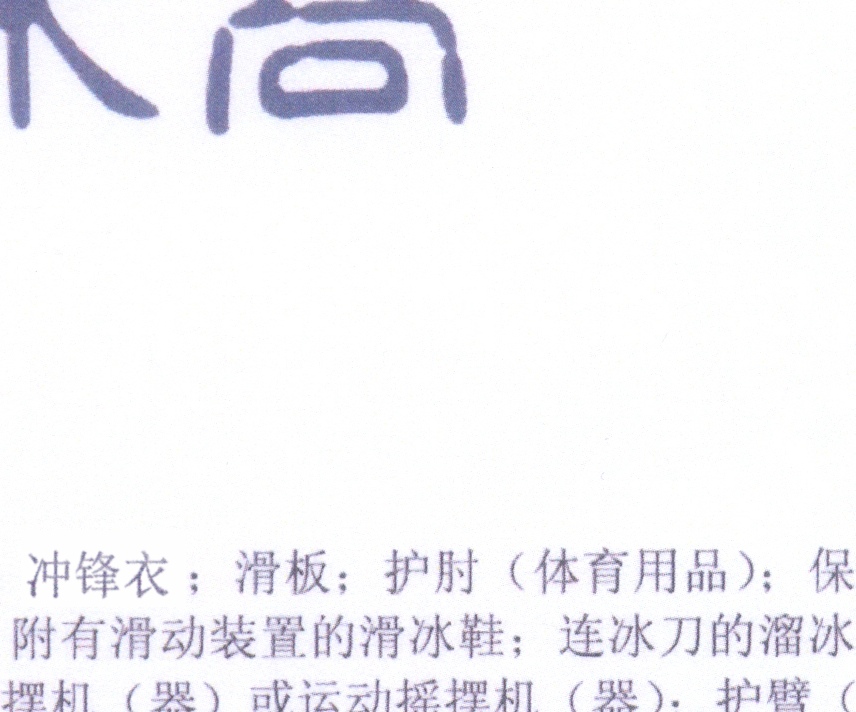 冲锋衣；滑板；护肘（体育用品）；保
附有滑动装置的滑冰鞋；连冰刀的溜冰
摆机（器）或运动摇摆机（器）；护臂（